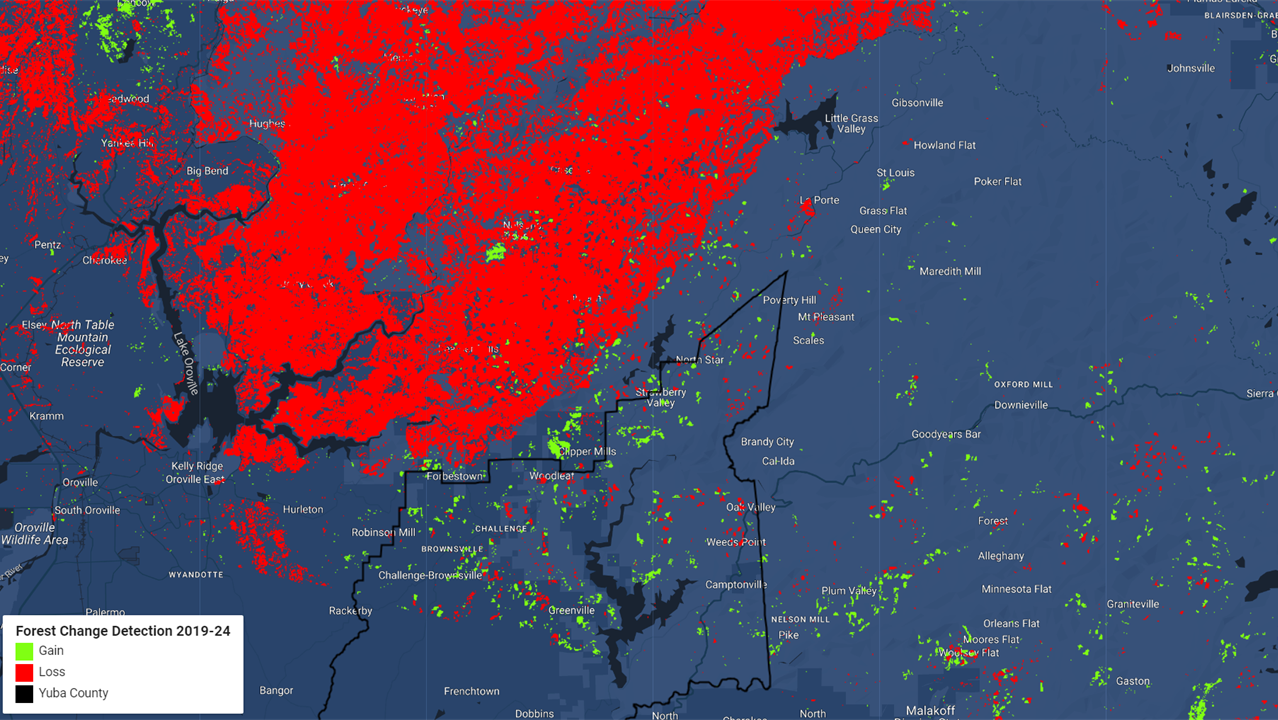 BLAIRSDEN-GRAE
Johnsville
Gibsonville
Little Grass
Valley
Hughes
Yankee Hill
Howland Flat
Big Bend
St Louis
Poker Flat
La Porte
Grass Flat
Queen City
Pentz
Cherokee
Maredith Mill
Poverty Hill
Mt Pleasant
Scales
Elsey
North Table
Mountain
Ecological
Reserve
Lake Oroville
Corner
North Star
Strawberry
Valley
OXFORD MILL
Downieville
Sierra
Kramm
Goodyears Bar
Brandy City
Cal-Ida
Clipper Mills
Kelly Ridge
Oroville East
Forbestown
Woodleaf
Oroville
South Oroville
Hurleton
Oak Valley
Oroville
Wildlife Area
Robinson Mill
CHALLENGE
Forest
BROWNSVILLE
Weeds Point
Alleghany
WYANDOTTE
Challenge-Brownsville
Camptonville
Plum Valley
Minnesota Flat
Palermo
Rackerby
Greenville
Graniteville
NELSON MILL
Pike
Orleans Flat
Moores Flat
Woolsey Flat
Forest Change Detection 2019-24
Gain
Loss
Yuba County
Bangor
Frenchtown
Gaston
Dobbins
North
North
Malakoff